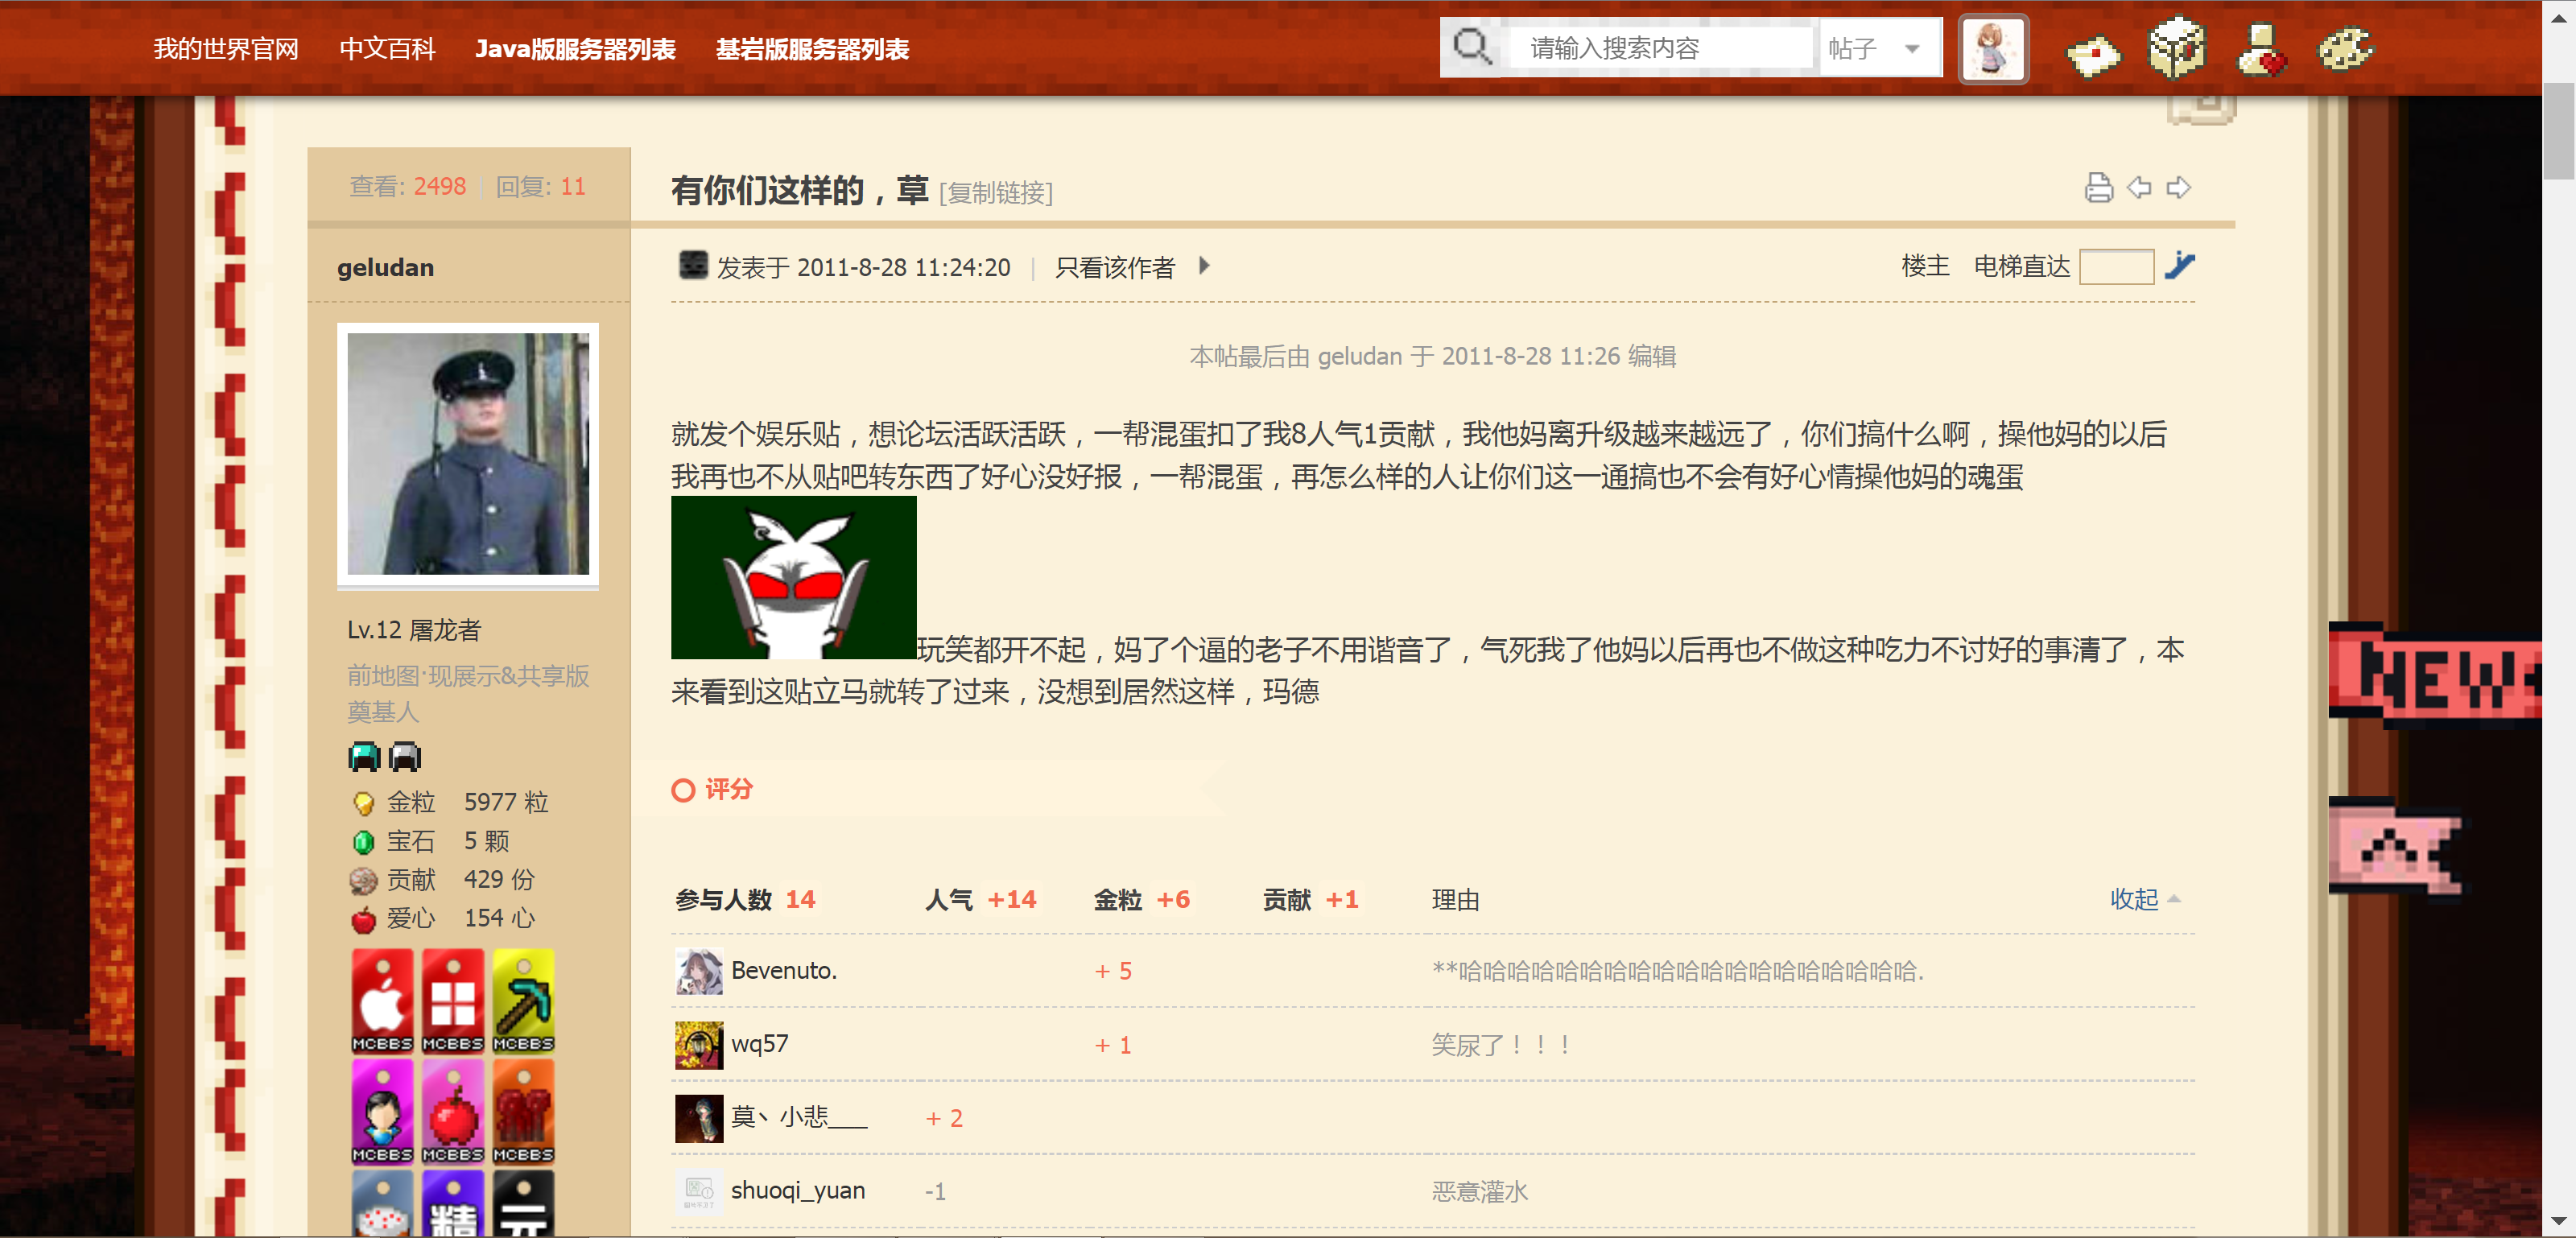 我的世界官网 中文百科 Java版服务器列表 基岩版服务器列表 请输入搜索内容 帖子
查看: 2498 | 回复: 11
有你们这样的，草 [复制链接]
geludan
发表于 2011-8-28 11:24:20 | 只看该作者
楼主 电梯直达
本帖最后由 geludan 于 2011-8-28 11:26 编辑
就发个娱乐贴，想论坛活跃活跃，一帮混蛋扣了我8人气1贡献，我他妈离升级越来越远了，你们搞什么啊，操他妈的以后
我再也不从贴吧转东西了好心没好报，一帮混蛋，再怎么样的人让你们这一通搞也不会有好心情操他妈的魂蛋
玩笑都开不起，妈了个逼的老子不用谐音了，气死我了他妈以后再也不做这种吃力不讨好的事清了，本
来看到这贴立马就转了过来，没想到居然这样，玛德
Lv.12 屠龙者
前地图·现展示&共享版
奠基人
金粒 5977 粒
宝石 5 颗
贡献 429 份
爱心 154 心
MCBBS MCBBS MCBBS
MCBBS MCBBS MCBBS
精 元
评分
参与人数 14 人气 +14 金粒 +6 贡献 +1 理由 收起
Bevenuto. + 5 **哈哈哈哈哈哈哈哈哈哈哈哈哈哈哈哈哈哈哈.
wq57 + 1 笑尿了！！！
莫丶小悲___ + 2
shuoqi_yuan -1 恶意灌水
NEW